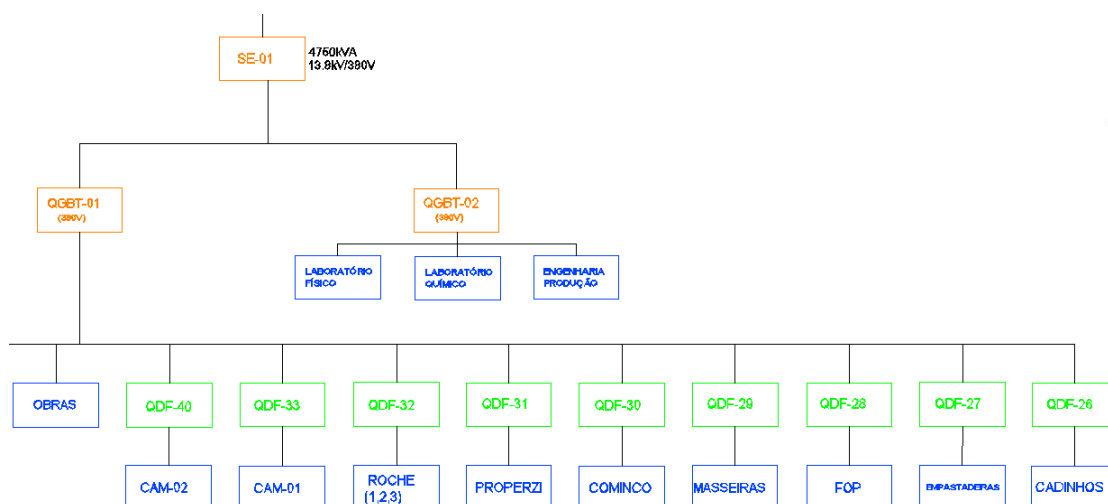 SE-01
4750kVA
13.8kV/380V
QGBT-01
(380V)
QGBT-02
(380V)
LABORATÓRIO
FÍSICO
LABORATÓRIO
QUÍMICO
ENGENHARIA
PRODUÇÃO
OBRAS
QDF-40
QDF-33
QDF-32
QDF-31
QDF-30
QDF-29
QDF-28
QDF-27
QDF-26
CAM-02
CAM-01
ROCHE
(1,2,3)
PROPERZI
COMINCO
MASSEIRAS
FOP
EMPASTADERAS
CADINHOS